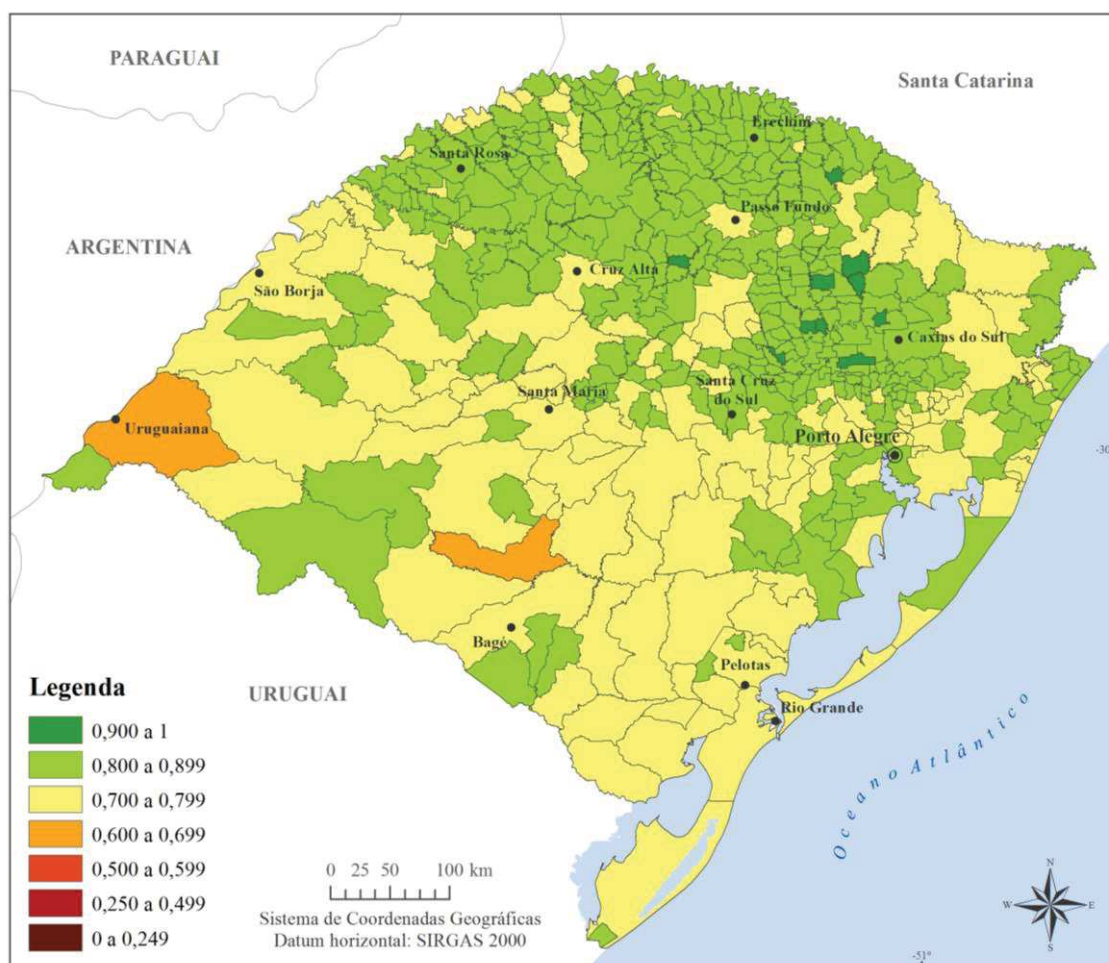 PARAGUAI
Santa Catarina
Erechim
Santa Rosa
Passo Fundo
ARGENTINA
Cruz Alta
São Borja
Caxias do Sul
Santa Maria
Santa Cruz
do Sul
Uruguaiana
Porto Alegre
-30
Bagé
Pelotas
URUGUAI
Rio Grande
Oceano Atlântico
Legenda
0,900 a 1
0,800 a 0,899
0,700 a 0,799
0,600 a 0,699
0,500 a 0,599
0,250 a 0,499
0 a 0,249
0 25 50 100 km
Sistema de Coordenadas Geográficas
Datum horizontal: SIRGAS 2000
N
W E
S
-51º